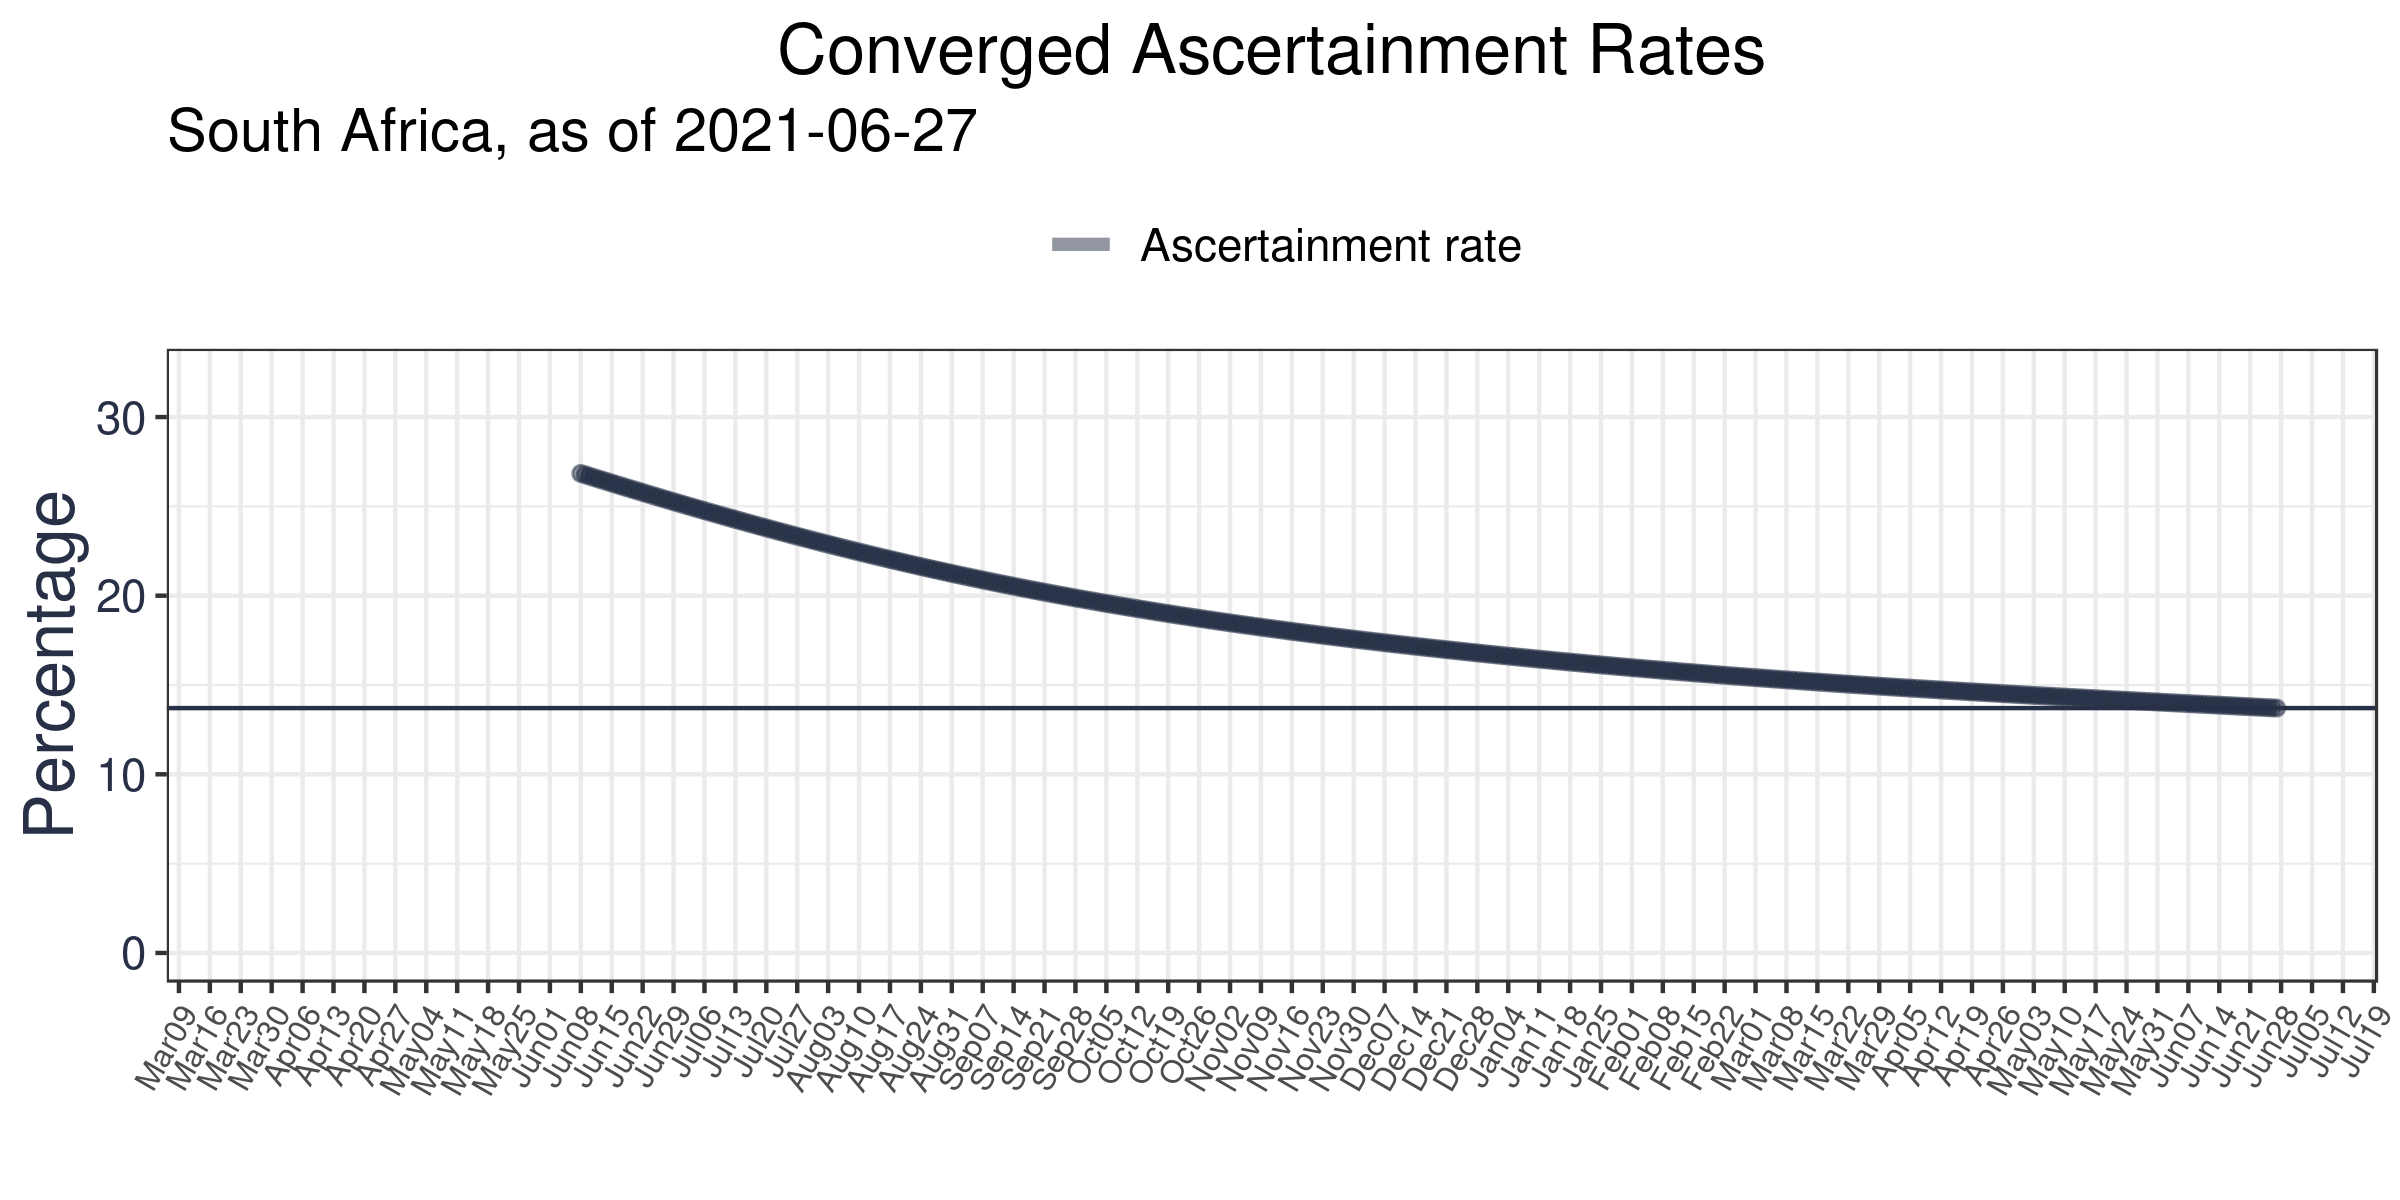 Converged Ascertainment Rates
South Africa, as of 2021-06-27
Ascertainment rate
Percentage
30
20
10
0
Mar09
Mar16
Mar23
Mar30
Apr06
Apr13
Apr20
Apr27
May04
May11
May18
May25
Jun01
Jun08
Jun15
Jun22
Jun29
Jul06
Jul13
Jul20
Jul27
Aug03
Aug10
Aug17
Aug24
Aug31
Sep07
Sep14
Sep21
Sep28
Oct05
Oct12
Oct19
Oct26
Nov02
Nov09
Nov16
Nov23
Nov30
Dec07
Dec14
Dec21
Dec28
Jan04
Jan11
Jan18
Jan25
Feb01
Feb08
Feb15
Feb22
Mar01
Mar08
Mar15
Mar22
Mar29
Apr05
Apr12
Apr19
Apr26
May03
May10
May17
May24
May31
Jun07
Jun14
Jun21
Jun28
Jul05
Jul12
Jul19